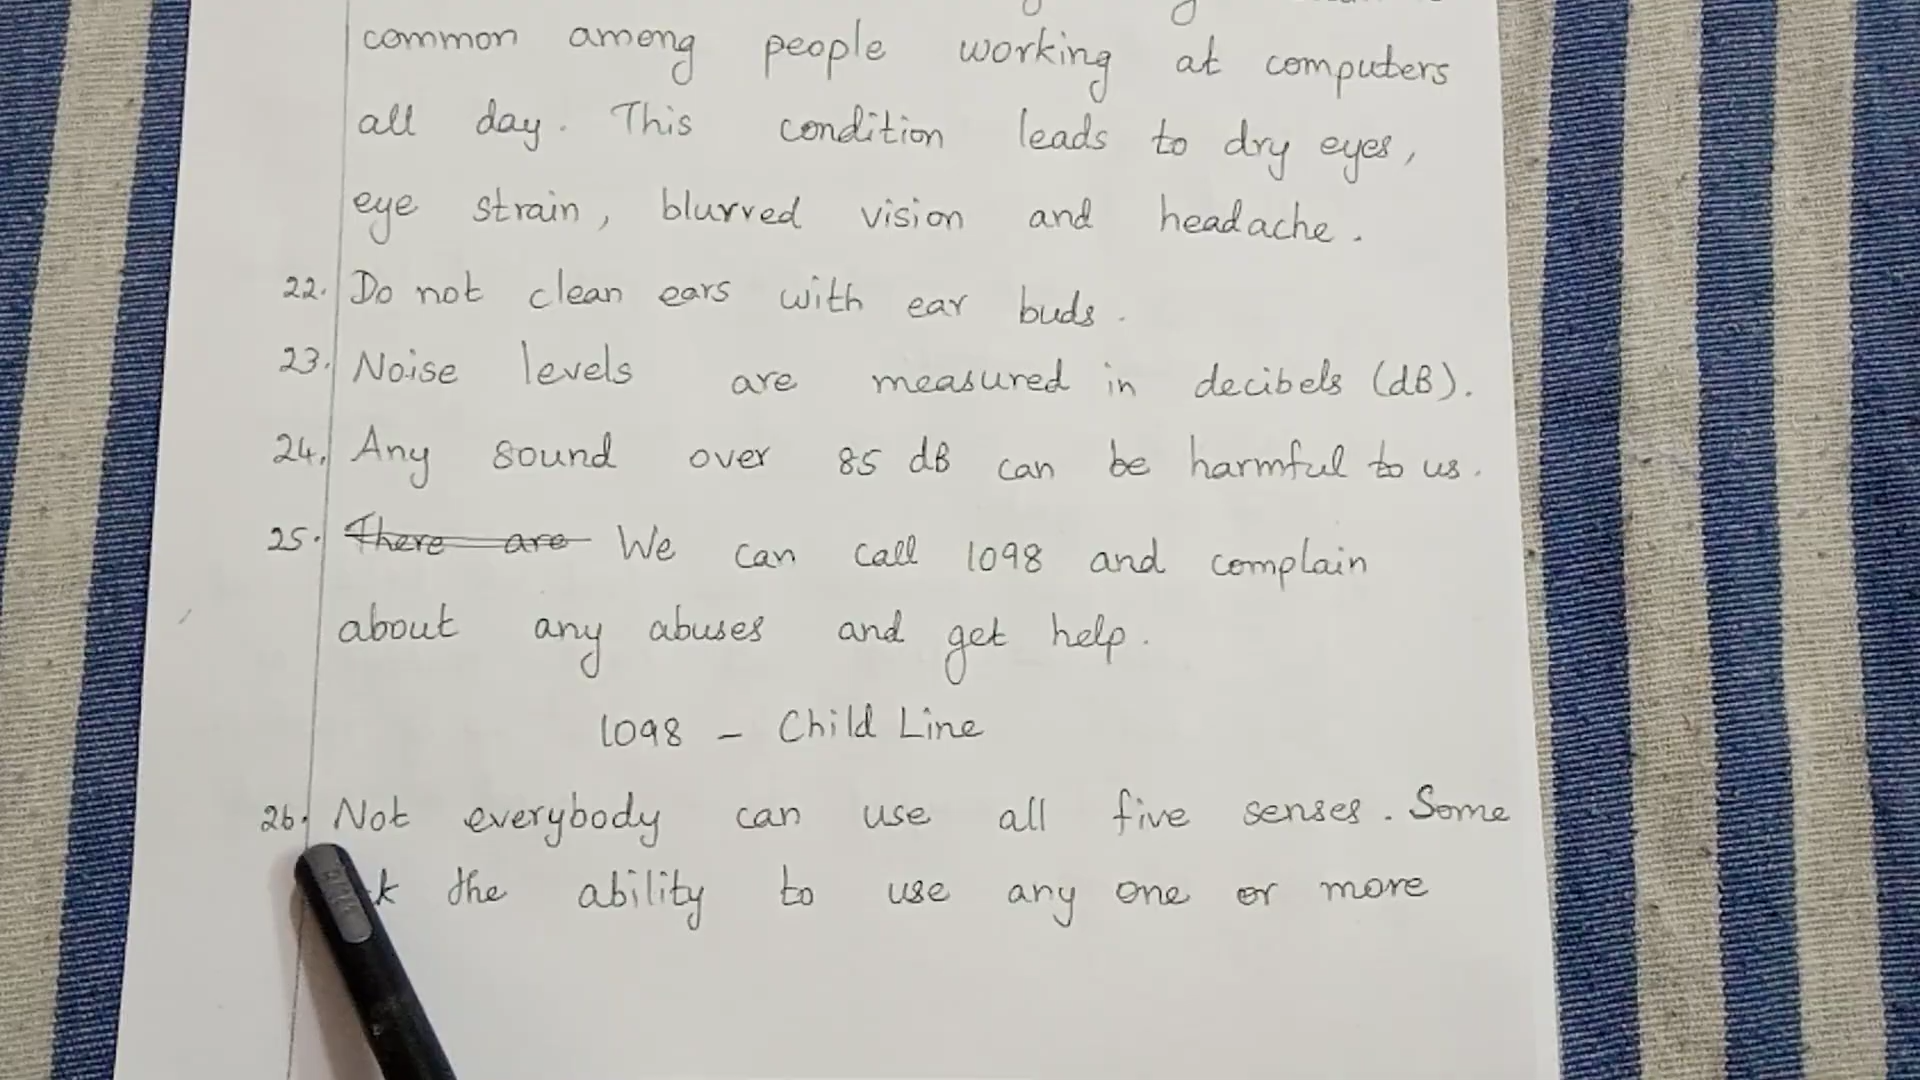 common among people working at computers
all day. This condition leads to dry eyes,
eye strain, blurred vision and headache.
22. Do not clean ears with ear buds.
23. Noise levels are measured in decibels (dB).
24. Any sound over 85 dB can be harmful to us.
25. There are We can call 1098 and complain
about any abuses and get help.
1098 - Child Line
26. Not everybody can use all five senses. Some
the ability to use any one or more